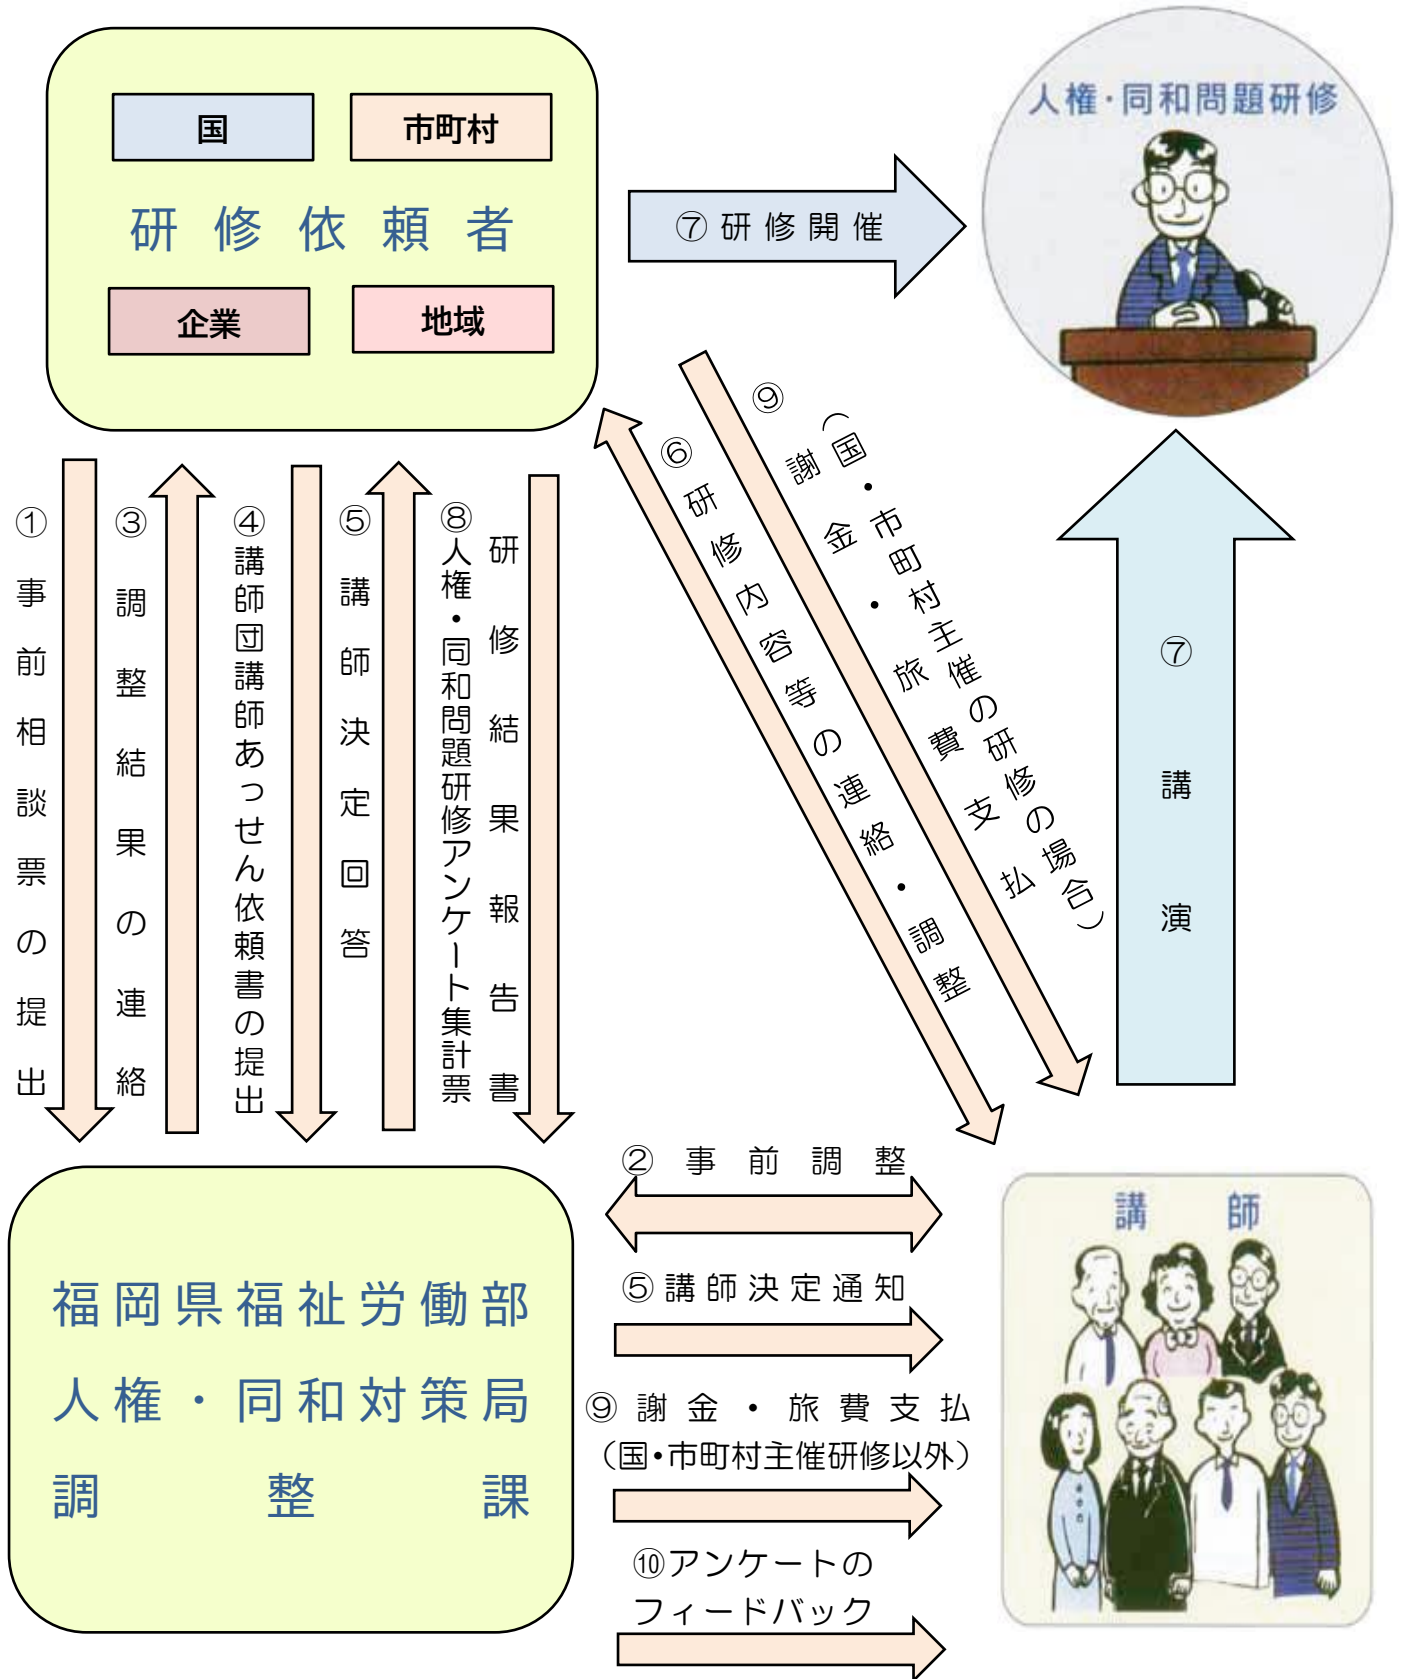 国
市町村
研修依頼者
企業
地域
⑦研修開催
人権・同和問題研修
①事前相談票の提出
③調整結果の連絡
④講師団講師あっせん依頼書の提出
⑤講師決定回答
⑧人権・同和問題研修アンケート集計票
研修結果報告書
⑥研修内容等の連絡・調整
⑨謝金・旅費支払
（国・市町村主催の研修の場合）
⑦講演
②事前調整
⑤講師決定通知
⑨謝金・旅費支払
（国・市町村主催研修以外）
⑩アンケートの
フィードバック
福岡県福祉労働部
人権・同和対策局
調整課
講師